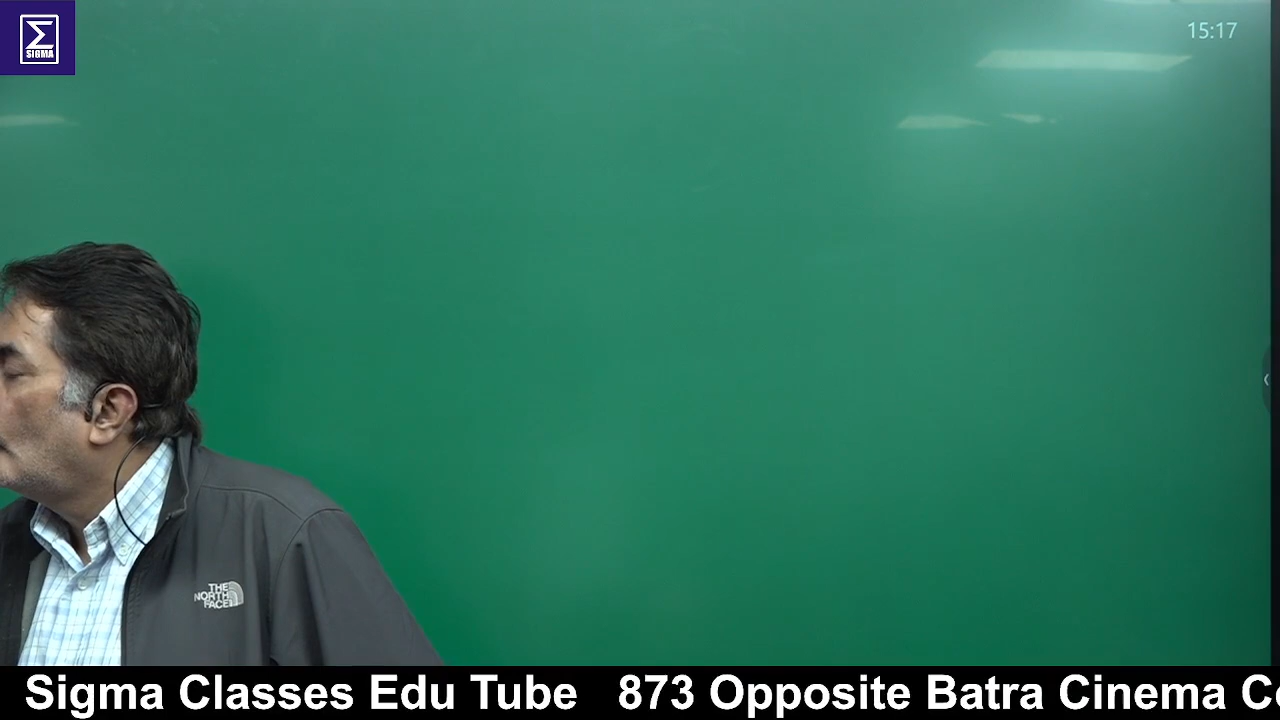 Σ
SIGMA
15:17
THE
NORTH
FACE
Sigma Classes Edu Tube 873 Opposite Batra Cinema